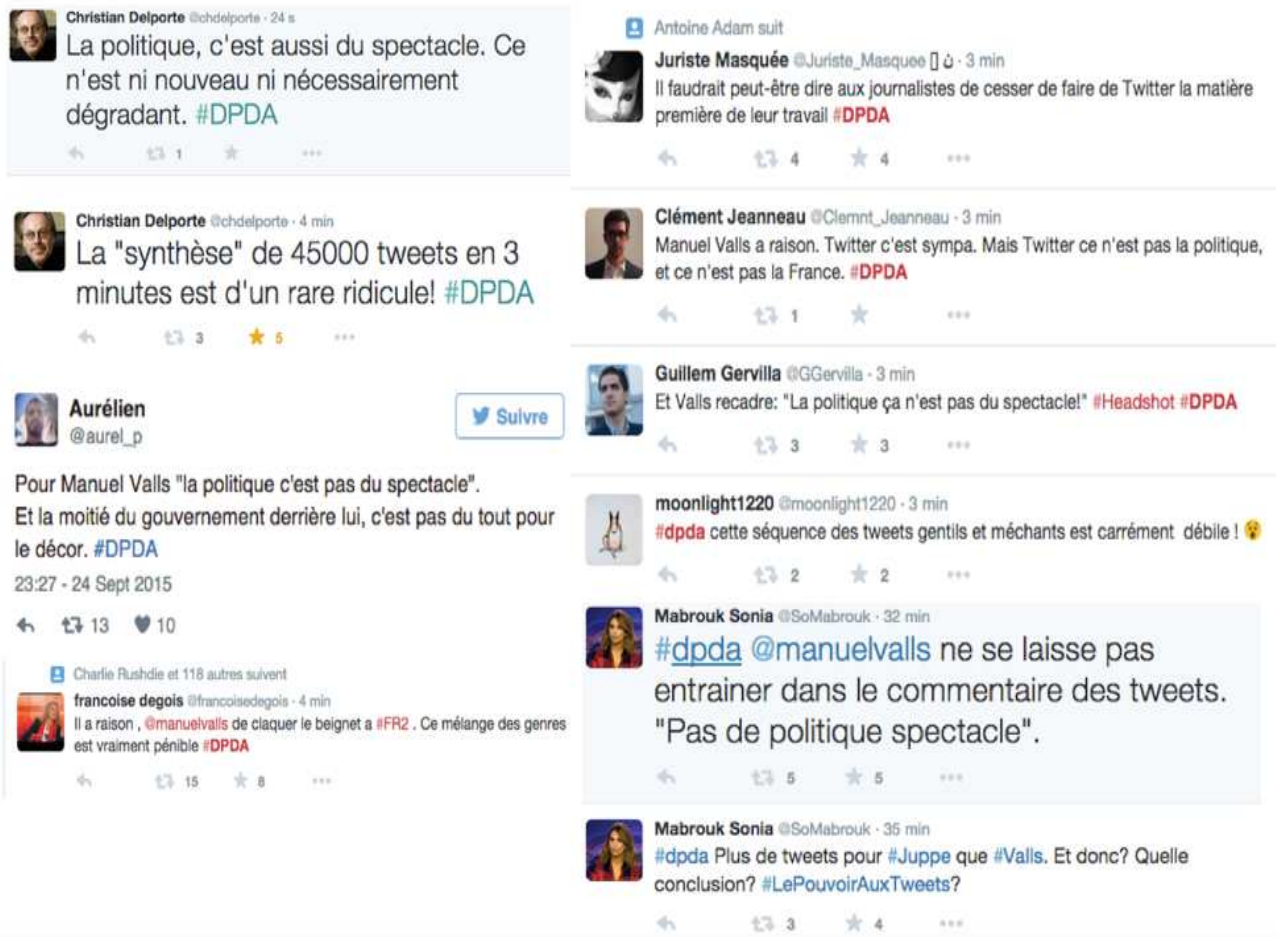 Christian Delporte @chdelporte · 24 s
La politique, c'est aussi du spectacle. Ce
n'est ni nouveau ni nécessairement
dégradant. #DPDA
1
Christian Delporte @chdelporte · 4 min
La "synthèse" de 45000 tweets en 3
minutes est d'un rare ridicule! #DPDA
3 5
Aurélien
@aurel_p
Suivre
Pour Manuel Valls "la politique c'est pas du spectacle".
Et la moitié du gouvernement derrière lui, c'est pas du tout pour
le décor. #DPDA
23:27 - 24 Sept 2015
13 10
Charlie Rushdie et 118 autres suivent
francoise degois @francoisedegois · 4 min
Il a raison , @manuelvalls de claquer le beignet a #FR2 . Ce mélange des genres
est vraiment pénible #DPDA
15 8
Antoine Adam suit
Juriste Masquée @Juriste_Masquee ن · 3 min
Il faudrait peut-être dire aux journalistes de cesser de faire de Twitter la matière
première de leur travail #DPDA
4 4
Clément Jeanneau @Clemnt_Jeanneau · 3 min
Manuel Valls a raison. Twitter c'est sympa. Mais Twitter ce n'est pas la politique,
et ce n'est pas la France. #DPDA
1
Guillem Gervilla @GGervilla · 3 min
Et Valls recadre: "La politique ça n'est pas du spectacle!" #Headshot #DPDA
3 3
moonlight1220 @moonlight1220 · 3 min
#dpda cette séquence des tweets gentils et méchants est carrément débile ! 😵
2 2
Mabrouk Sonia @SoMabrouk · 32 min
#dpda @manuelvalls ne se laisse pas
entrainer dans le commentaire des tweets.
"Pas de politique spectacle".
5 5
Mabrouk Sonia @SoMabrouk · 35 min
#dpda Plus de tweets pour #Juppe que #Valls. Et donc? Quelle
conclusion? #LePouvoirAuxTweets?
3 4